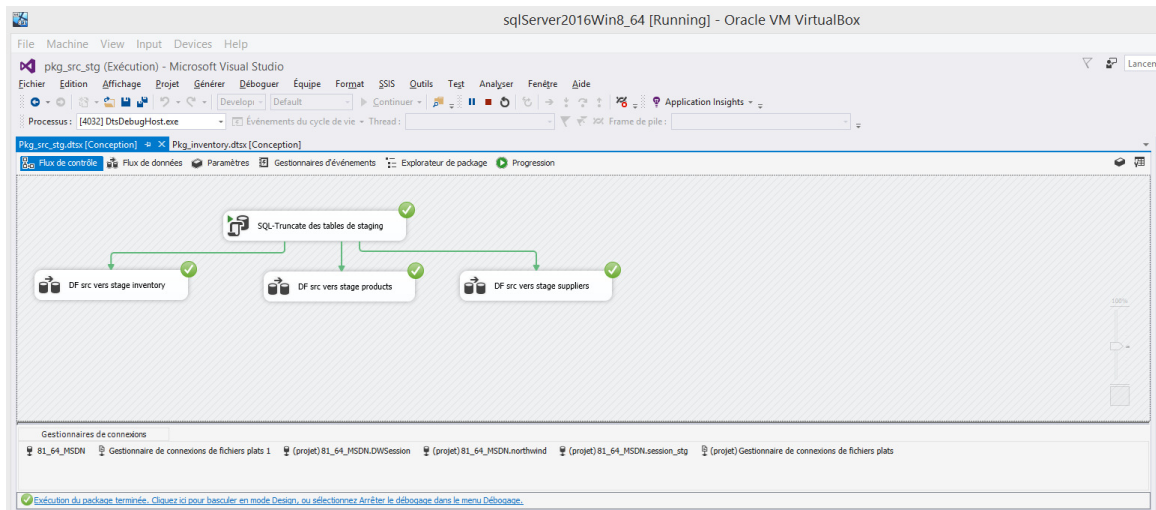 sqlServer2016Win8_64 [Running] - Oracle VM VirtualBox
File Machine View Input Devices Help
pkg_src_stg (Exécution) - Microsoft Visual Studio
Lancem
Fichier Edition Affichage Projet Générer Déboguer Équipe Format SSIS Outils Test Analyser Fenêtre Aide
Developi Default Continuer Application Insights
Processus : [4032] DtsDebugHost.exe Événements du cycle de vie Thread : Frame de pile :
Pkg_src_stg.dtsx [Conception] Pkg_inventory.dtsx [Conception]
Flux de contrôle Flux de données Paramètres Gestionnaires d'événements Explorateur de package Progression
SQL-Truncate des tables de staging
DF src vers stage inventory DF src vers stage products DF src vers stage suppliers
100%
Gestionnaires de connexions
81_64_MSDN Gestionnaire de connexions de fichiers plats 1 (projet) 81_64_MSDN.DWSession (projet) 81_64_MSDN.northwind (projet) 81_64_MSDN.session_stg (projet) Gestionnaire de connexions de fichiers plats
Exécution du package terminée. Cliquez ici pour basculer en mode Design, ou sélectionnez Arrêter le débogage dans le menu Débogage.